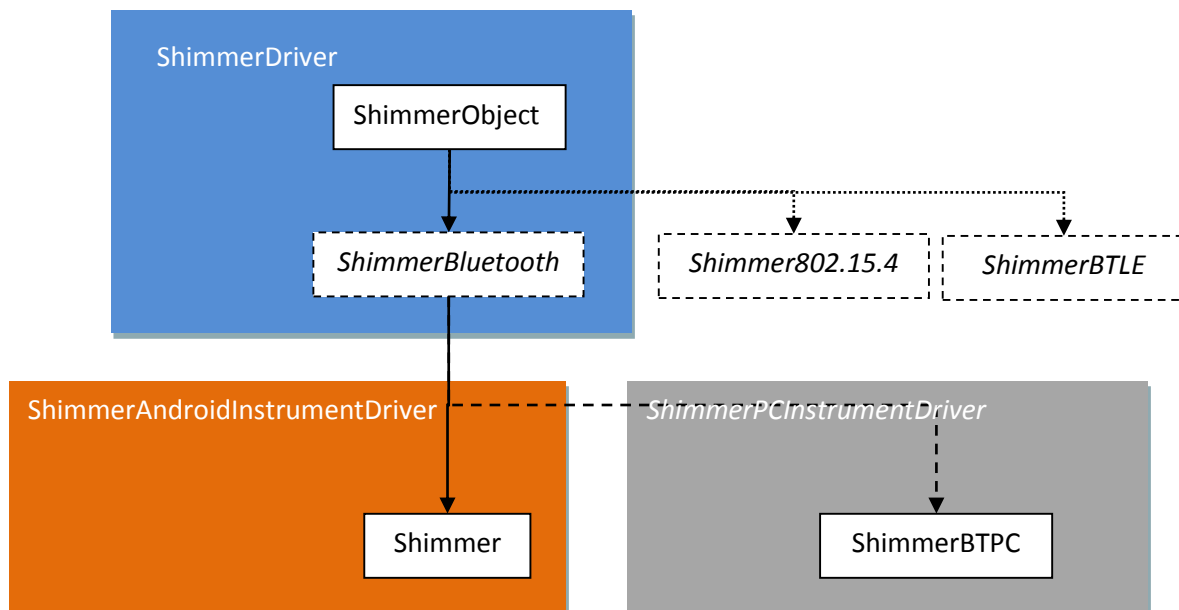 ShimmerDriver
ShimmerObject
ShimmerBluetooth
Shimmer802.15.4
ShimmerBTLE
ShimmerAndroidInstrumentDriver
ShimmerPCInstrumentDriver
Shimmer
ShimmerBTPC